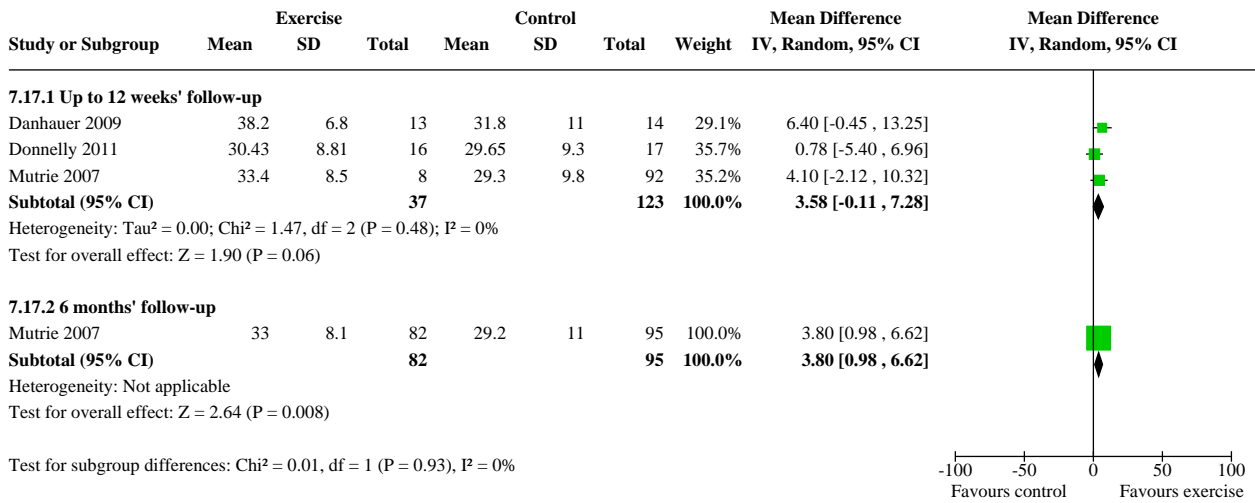 Exercise Control Mean Difference Mean Difference
Study or Subgroup Mean SD Total Mean SD Total Weight IV, Random, 95% CI IV, Random, 95% CI
7.17.1 Up to 12 weeks' follow-up
Danhauer 2009 38.2 6.8 13 31.8 11 14 29.1% 6.40 [-0.45 , 13.25]
Donnelly 2011 30.43 8.81 16 29.65 9.3 17 35.7% 0.78 [-5.40 , 6.96]
Mutrie 2007 33.4 8.5 8 29.3 9.8 92 35.2% 4.10 [-2.12 , 10.32]
Subtotal (95% CI) 37 123 100.0% 3.58 [-0.11 , 7.28]
Heterogeneity: Tau² = 0.00; Chi² = 1.47, df = 2 (P = 0.48); I² = 0%
Test for overall effect: Z = 1.90 (P = 0.06)
7.17.2 6 months' follow-up
Mutrie 2007 33 8.1 82 29.2 11 95 100.0% 3.80 [0.98 , 6.62]
Subtotal (95% CI) 82 95 100.0% 3.80 [0.98 , 6.62]
Heterogeneity: Not applicable
Test for overall effect: Z = 2.64 (P = 0.008)
Test for subgroup differences: Chi² = 0.01, df = 1 (P = 0.93), I² = 0%
-100 -50 0 50 100
Favours control Favours exercise